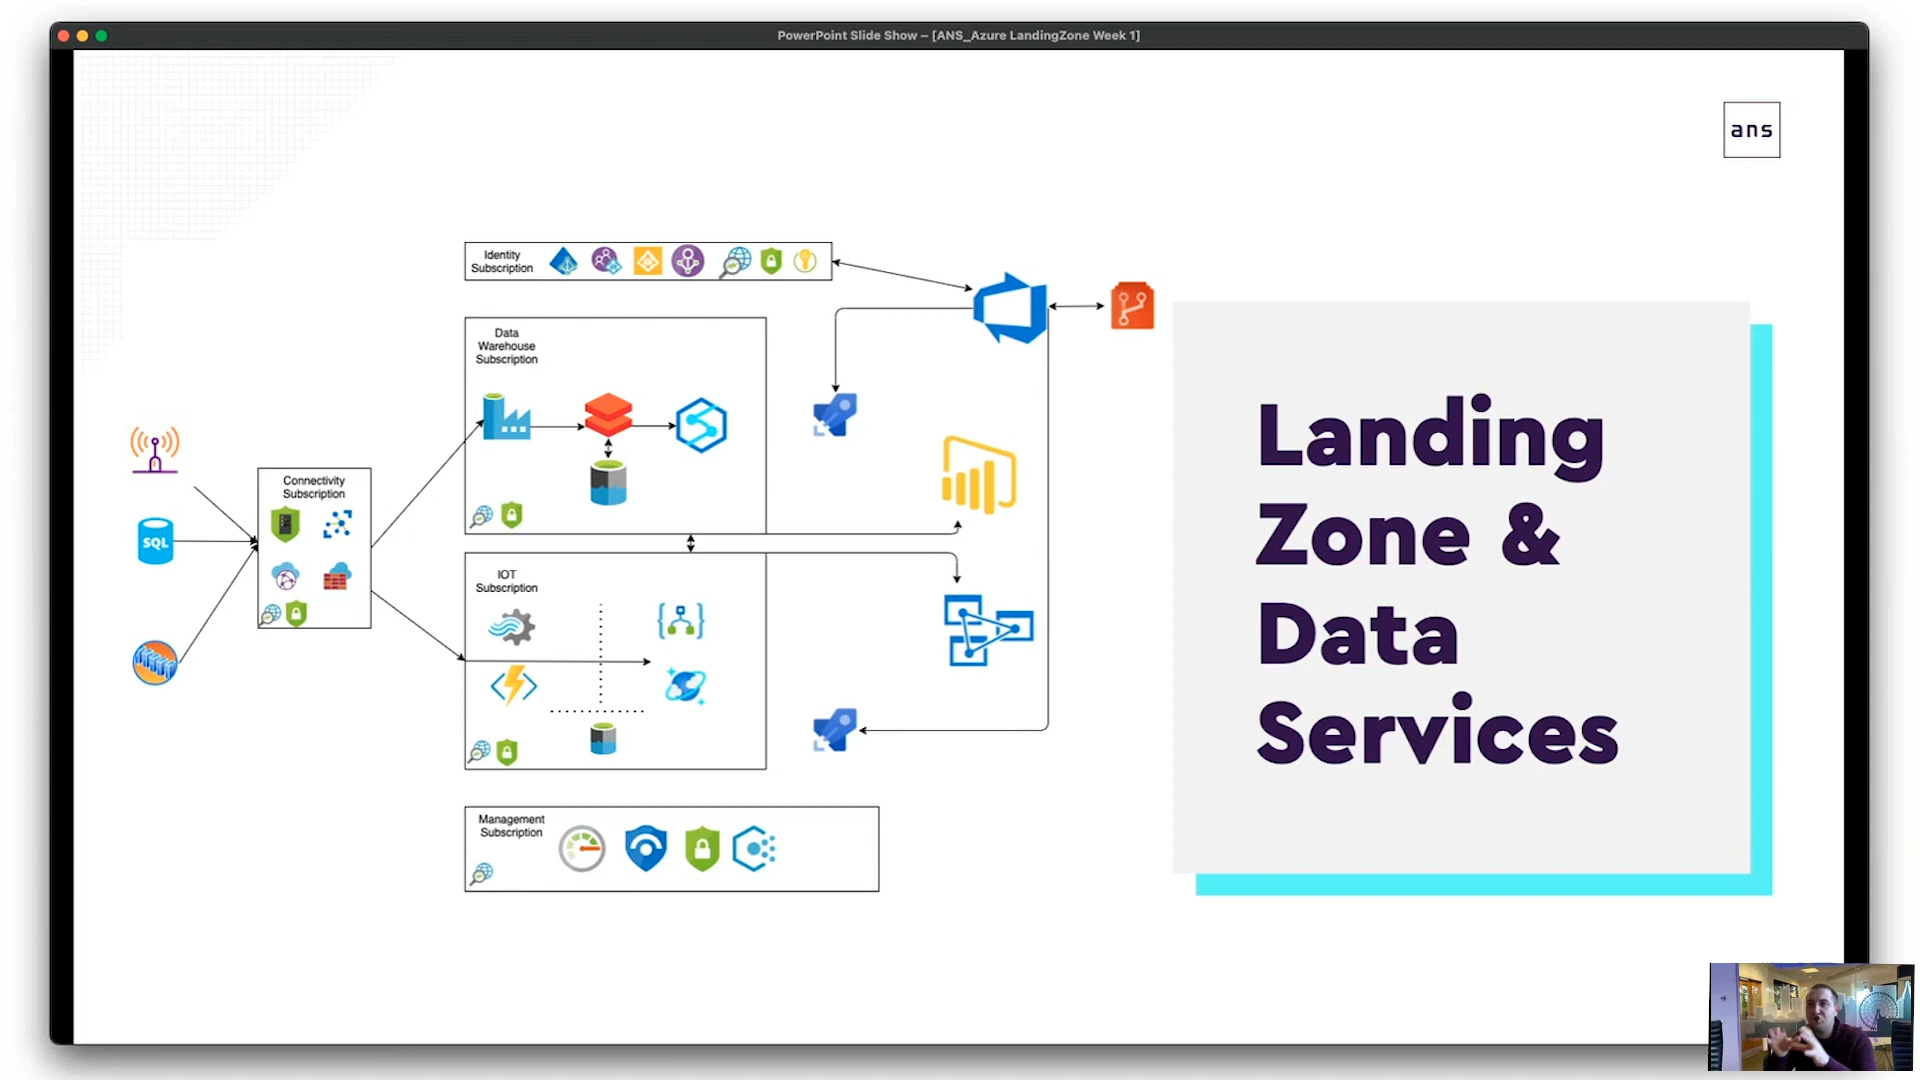 PowerPoint Slide Show – [ANS_Azure LandingZone Week 1]
ans
Identity
Subscription
Data
Warehouse
Subscription
Connectivity
Subscription
SQL
IOT
Subscription
Management
Subscription
Landing
Zone &
Data
Services